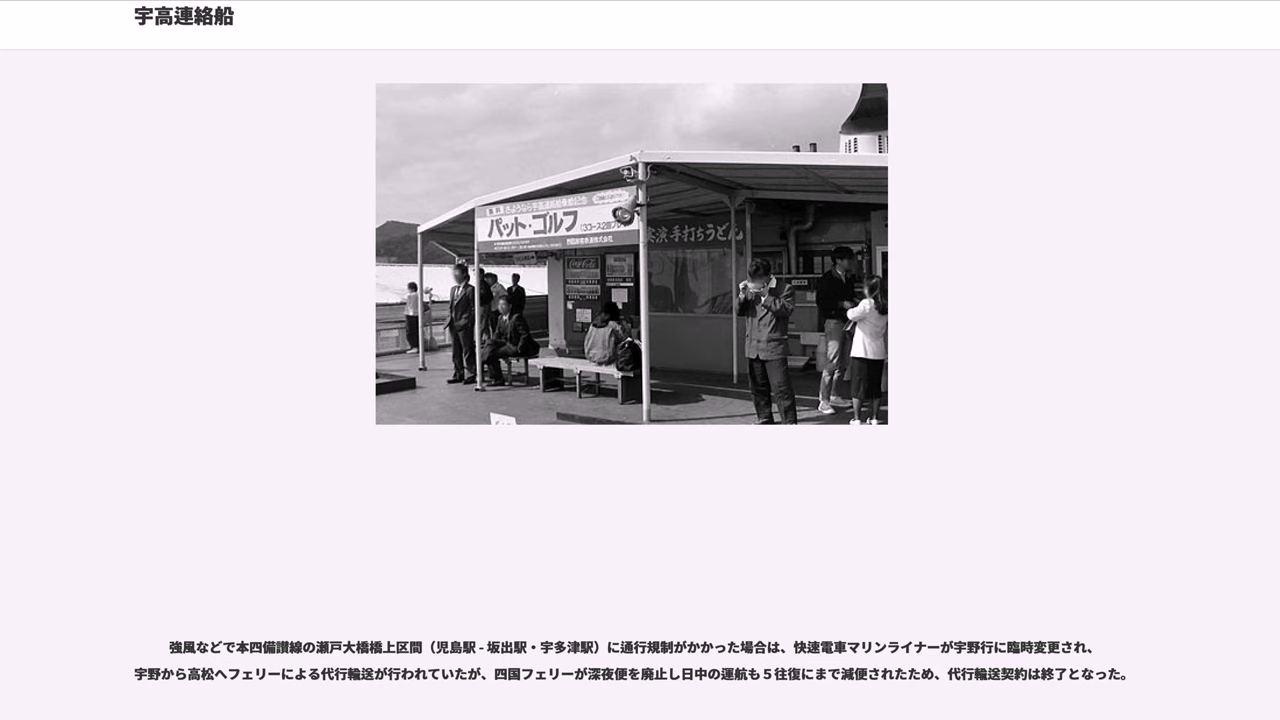 宇高連絡船
パット・ゴルフ
実演 手打ちうどん
Coca-Cola
強風などで本四備讃線の瀬戸大橋橋上区間（児島駅 - 坂出駅・宇多津駅）に通行規制がかかった場合は、快速電車マリンライナーが宇野行に臨時変更され、
宇野から高松へフェリーによる代行輸送が行われていたが、四国フェリーが深夜便を廃止し日中の運航も５往復にまで減便されたため、代行輸送契約は終了となった。